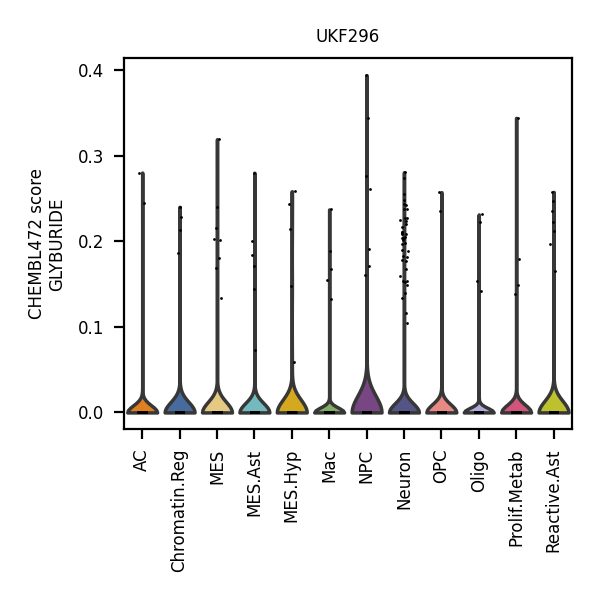 UKF296
CHEMBL472 score
GLYBURIDE
0.4
0.3
0.2
0.1
0.0
AC
Chromatin.Reg
MES
MES.Ast
MES.Hyp
Mac
NPC
Neuron
OPC
Oligo
Prolif.Metab
Reactive.Ast